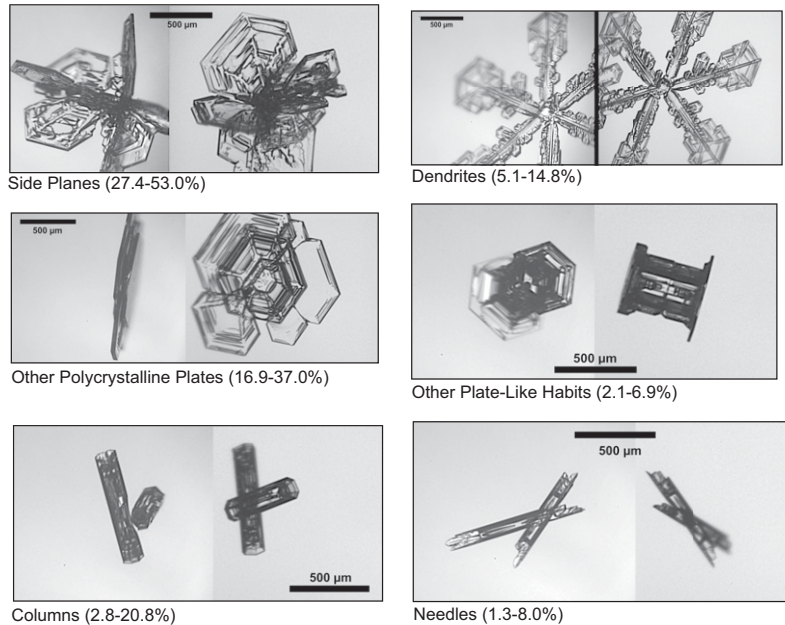 500 µm
Side Planes (27.4-53.0%)
500 µm
Dendrites (5.1-14.8%)
500 µm
Other Polycrystalline Plates (16.9-37.0%)
500 µm
Other Plate-Like Habits (2.1-6.9%)
500 µm
Columns (2.8-20.8%)
500 µm
Needles (1.3-8.0%)